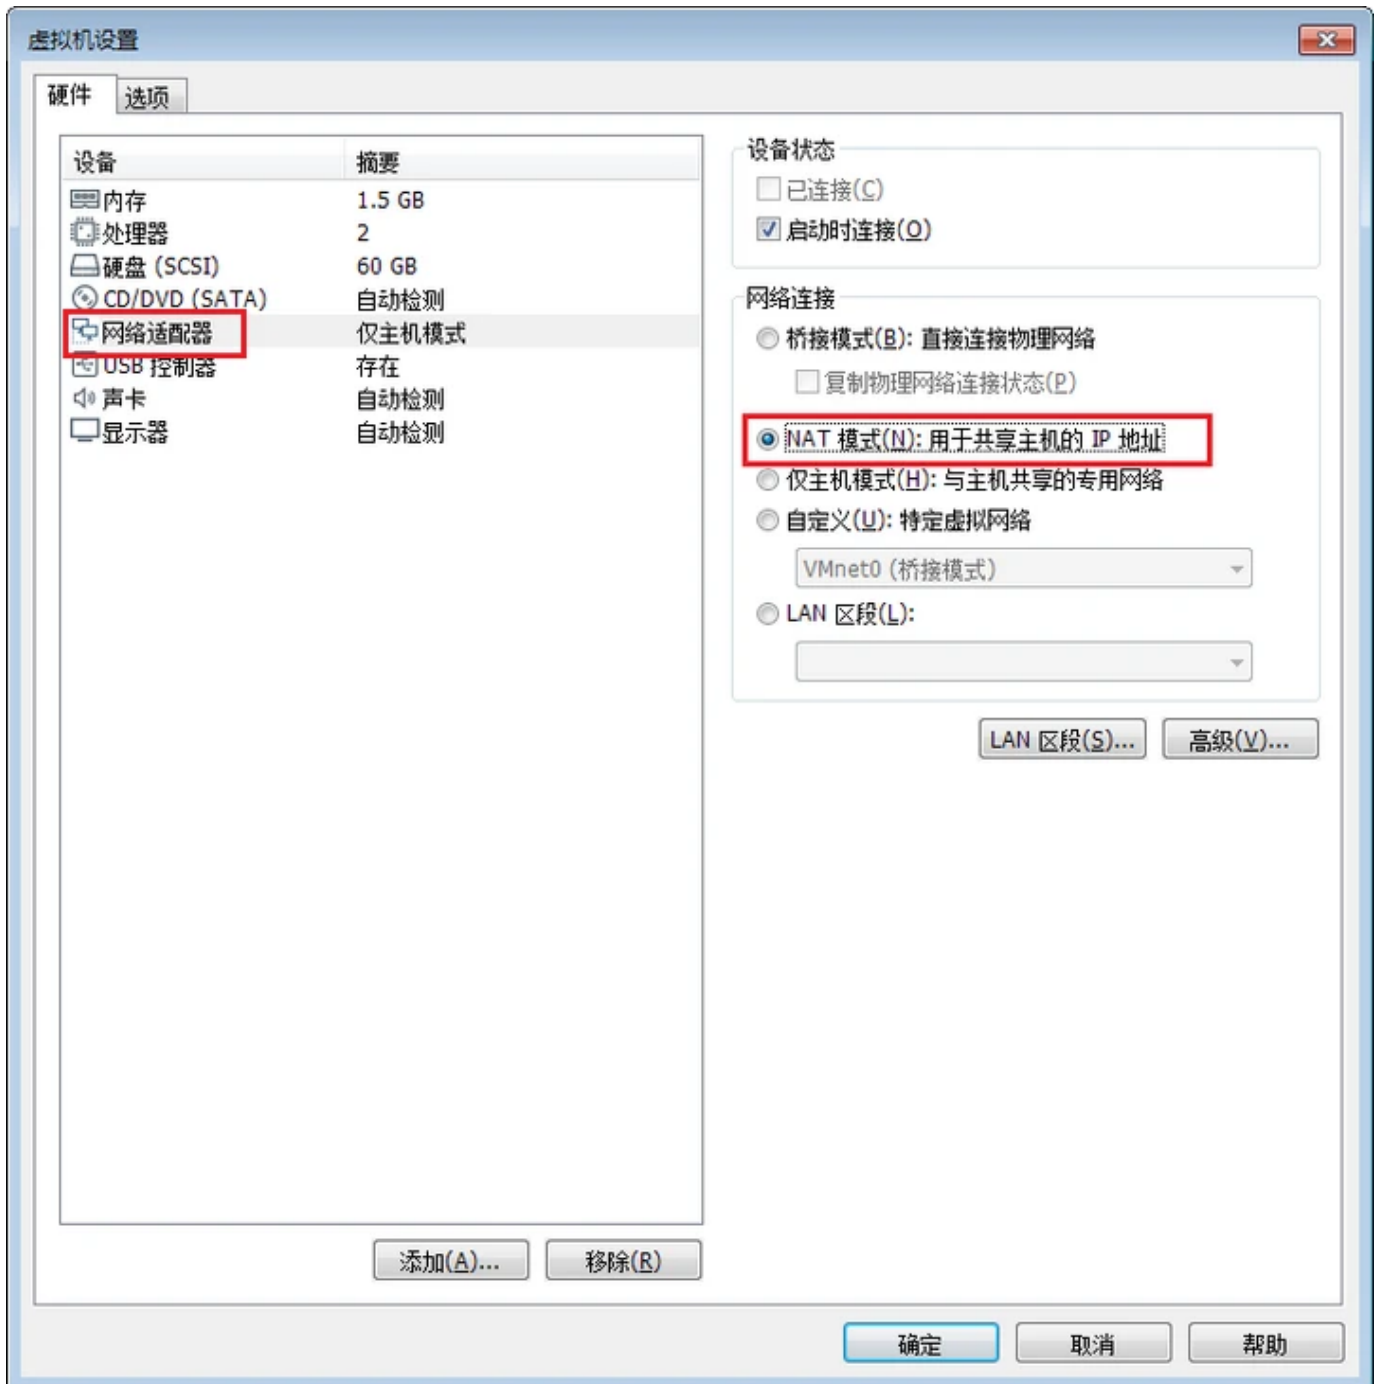 虚拟机设置
硬件
选项
设备 摘要
内存 1.5 GB
处理器 2
硬盘 (SCSI) 60 GB
CD/DVD (SATA) 自动检测
网络适配器 仅主机模式
USB 控制器 存在
声卡 自动检测
显示器 自动检测
添加(A)...
移除(R)
设备状态
已连接(C)
启动时连接(O)
网络连接
桥接模式(B): 直接连接物理网络
复制物理网络连接状态(P)
NAT 模式(N): 用于共享主机的 IP 地址
仅主机模式(H): 与主机共享的专用网络
自定义(U): 特定虚拟网络
VMnet0 (桥接模式)
LAN 区段(L):
LAN 区段(S)...
高级(V)...
确定
取消
帮助